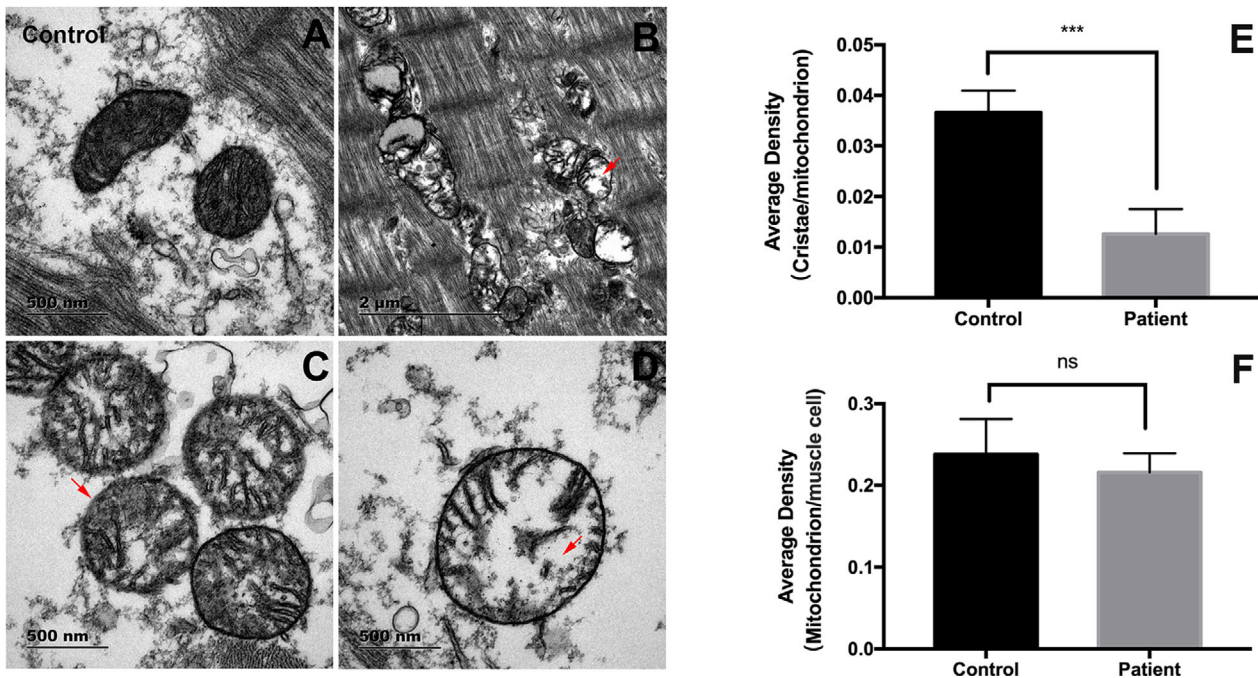 Control
A
500 nm
B
2 µm
C
500 nm
D
500 nm
E
***
Average Density
(Cristae/mitochondrion)
0.05
0.04
0.03
0.02
0.01
0.00
Control
Patient
F
ns
Average Density
(Mitochondrion/muscle cell)
0.3
0.2
0.1
0.0
Control
Patient